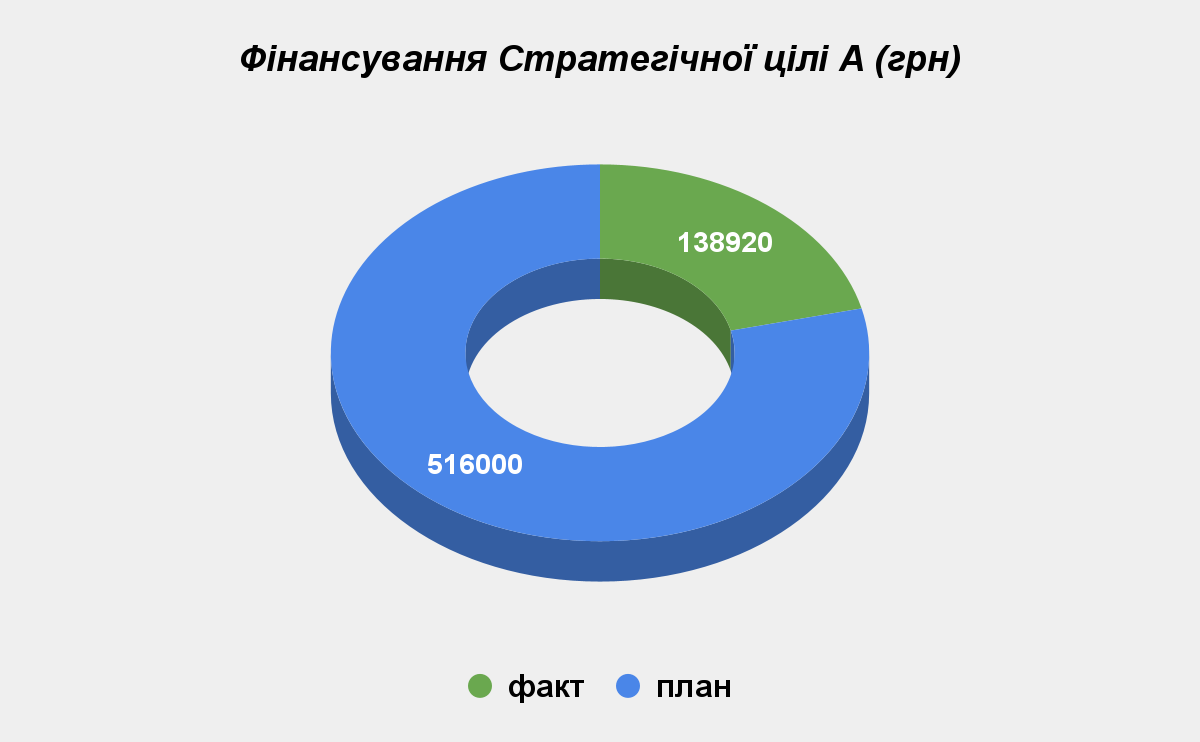 Фінансування Стратегічної цілі А (грн)
138920
516000
факт
план